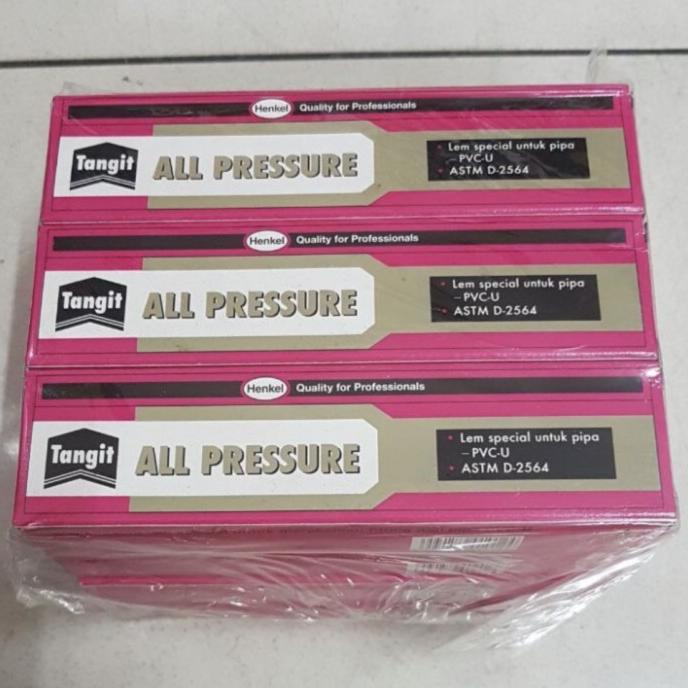 Henkel Quality for Professionals
Tangit
ALL PRESSURE
• Lem special untuk pipa
– PVC-U
• ASTM D-2564
Henkel Quality for Professionals
Tangit
ALL PRESSURE
• Lem special untuk pipa
– PVC-U
• ASTM D-2564
Henkel Quality for Professionals
Tangit
ALL PRESSURE
• Lem special untuk pipa
– PVC-U
• ASTM D-2564